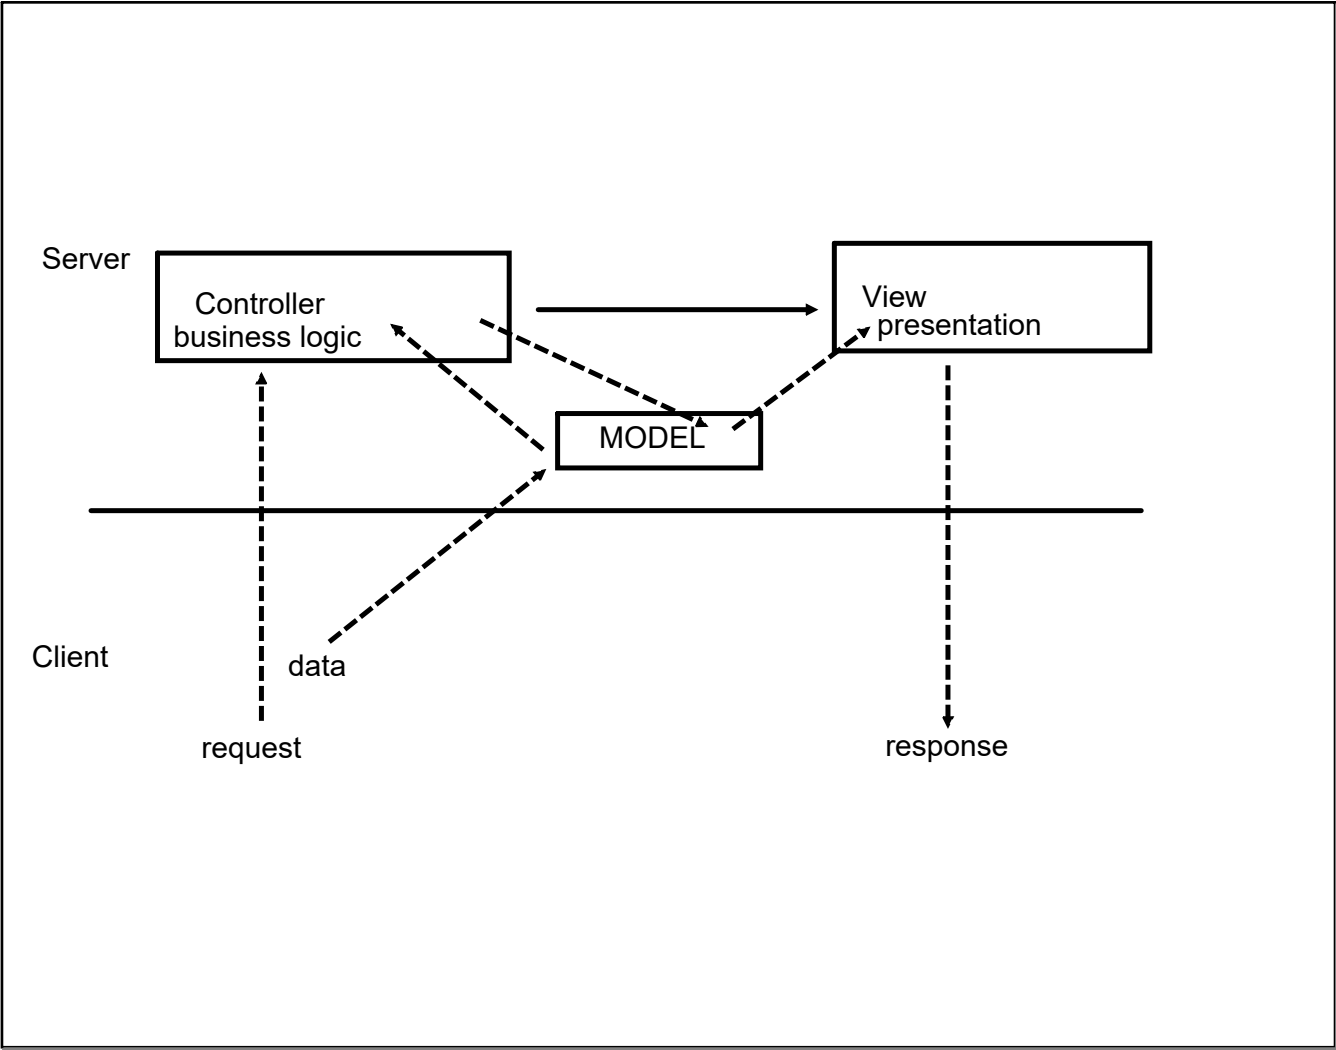 Server
Controller
business logic
View
presentation
MODEL
Client
data
request
response